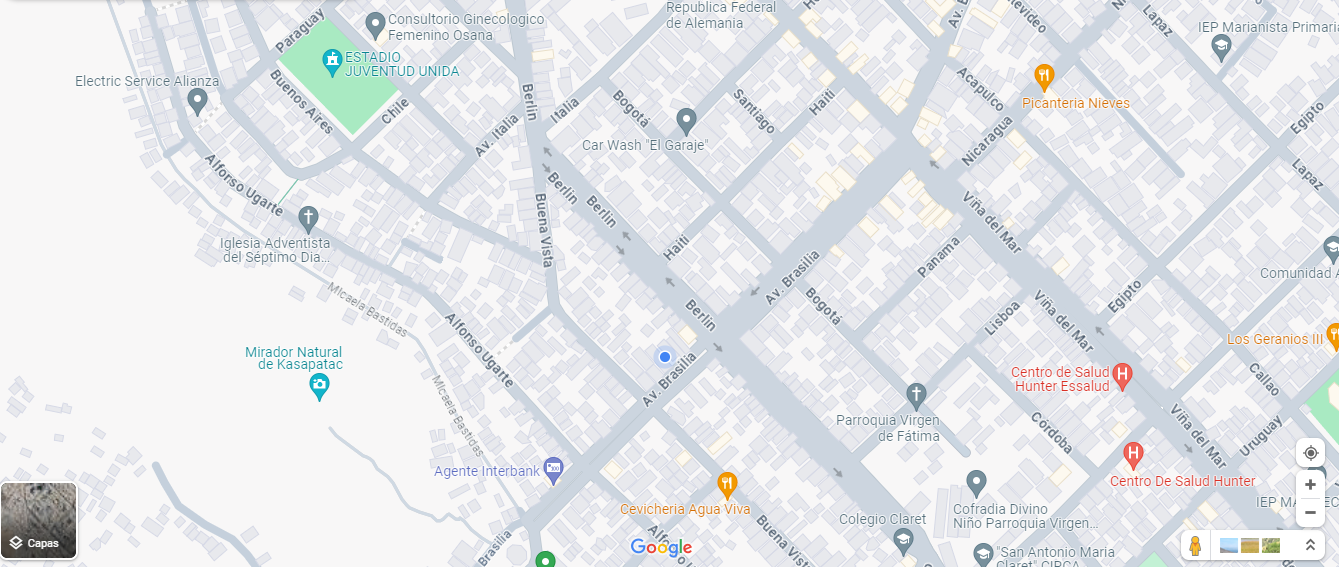 Paraguay
Consultorio Ginecologico
Femenino Osana
ESTADIO
JUVENTUD UNIDA
Electric Service Alianza
Buenos Aires
Chile
Av. Italia
Italia
Berlin
Bogotá
Republica Federal
de Alemania
Santiago
Haiti
Car Wash "El Garaje"
Av. B
Lapaz
IEP Marianista Primaria
Acapulco
Picanteria Nieves
Nicaragua
Egipto
Lapaz
Alfonso Ugarte
Iglesia Adventista
del Séptimo Dia...
Buena Vista
Berlin
Berlin
Haiti
Viña del Mar
Panama
Comunidad A
Micaela Bastidas
Alfonso Ugarte
Av. Brasilia
Bogotá
Berlin
Lisboa
Viña del Mar
Egipto
Los Geranios III
Mirador Natural
de Kasapatac
Micaela Bastidas
Av. Brasilia
Centro de Salud
Hunter Essalud
Callao
Parroquia Virgen
de Fátima
Córdoba
Viña del Mar
Uruguay
Agente Interbank
Centro De Salud Hunter
Cevicheria Agua Viva
Cofradia Divino
Niño Parroquia Virgen...
Colegio Claret
Buena Vista
Brasilia
"San Antonio Maria
Claret" CIRCA
Capas
Google